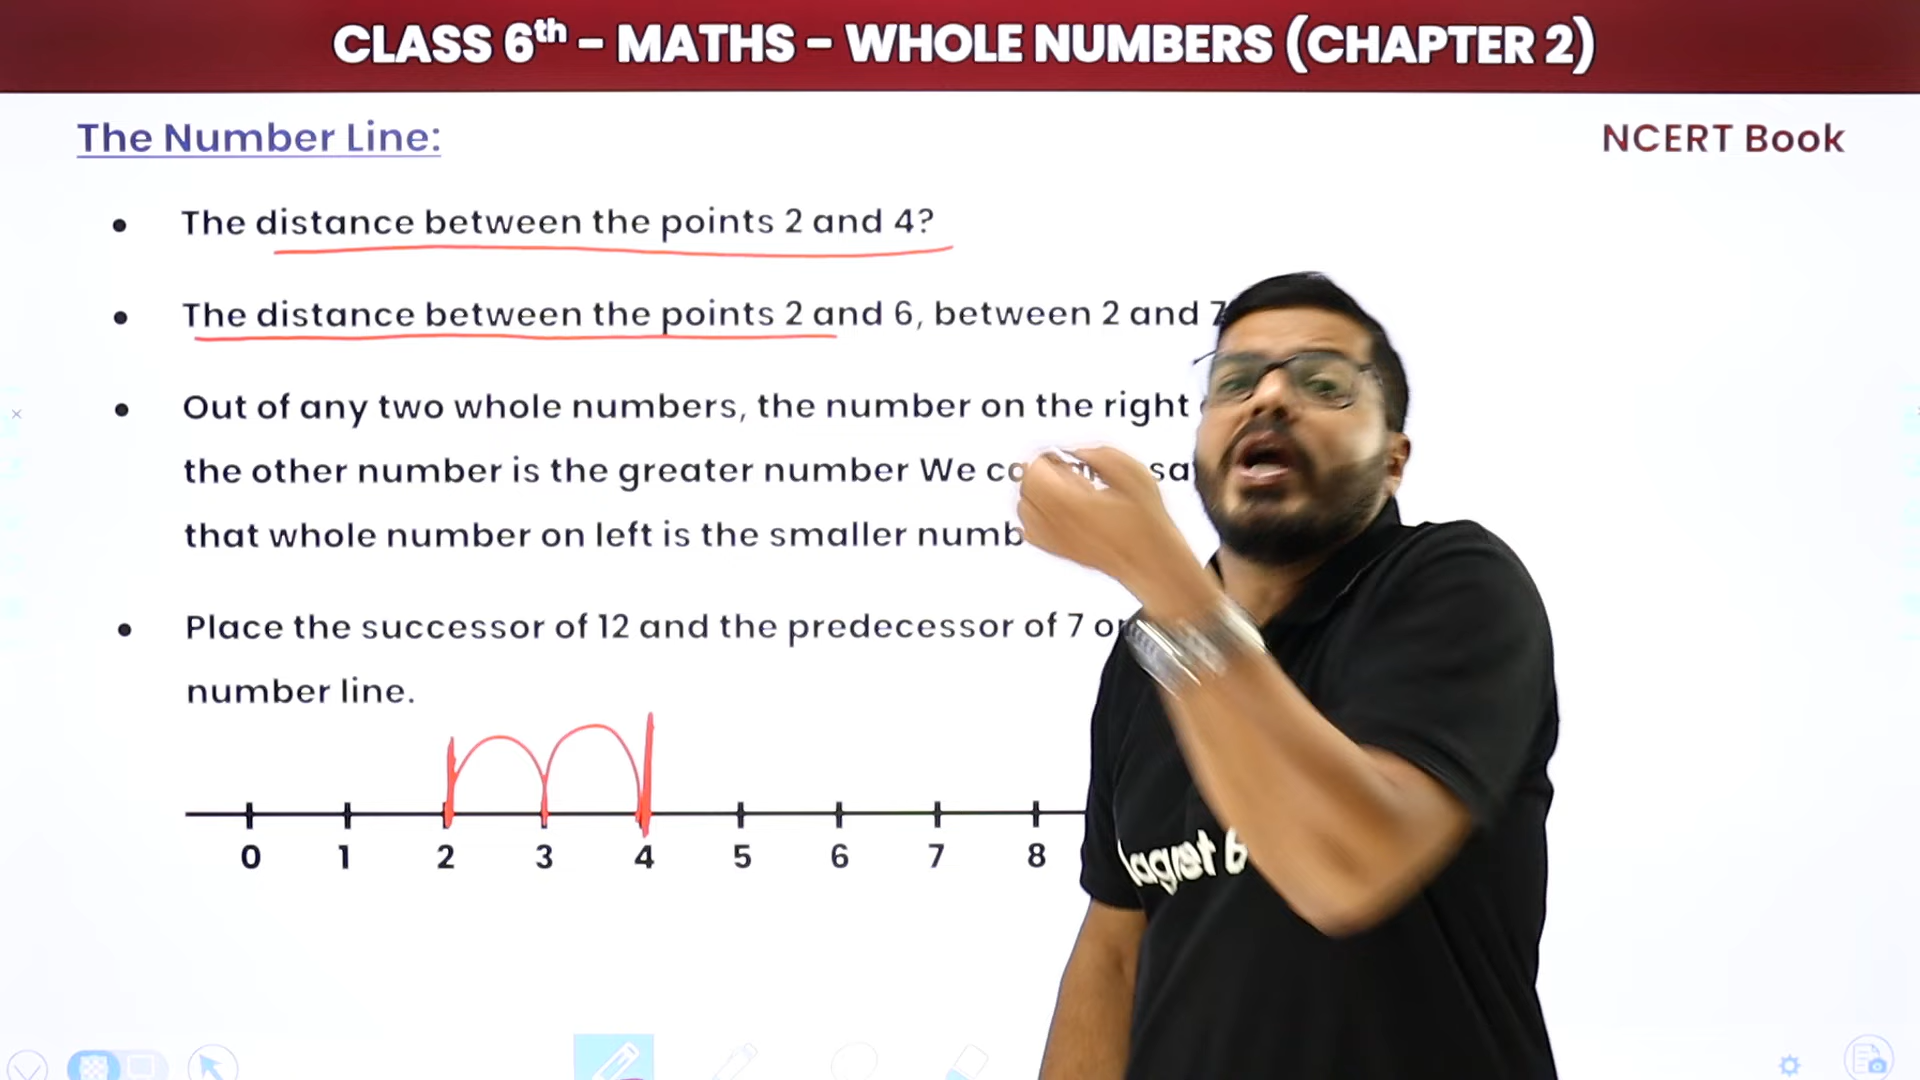 CLASS 6th - MATHS - WHOLE NUMBERS (CHAPTER 2)
The Number Line:
NCERT Book
The distance between the points 2 and 4?
The distance between the points 2 and 6, between 2 and 7
Out of any two whole numbers, the number on the right
the other number is the greater number We
that whole number on left is the smaller
Place the successor of 12 and the predecessor of 7
number line.
0 1 2 3 4 5 6 7 8